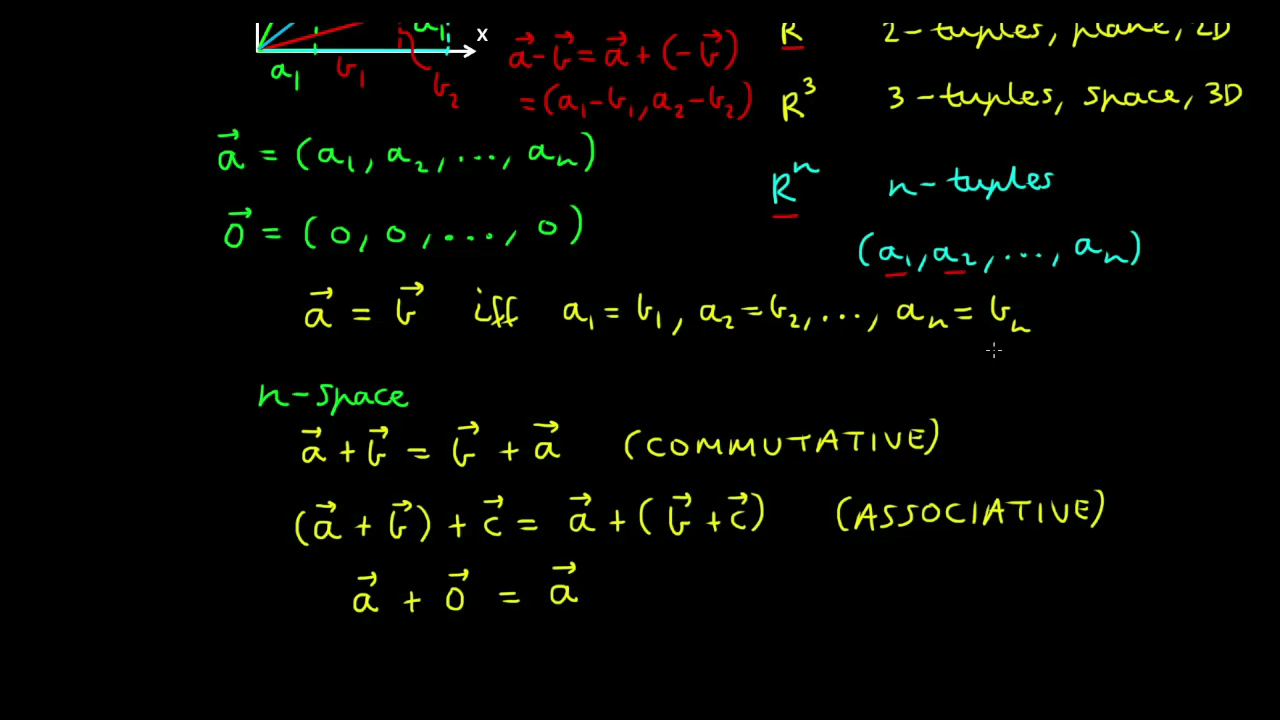 a₁
x
a₁
b₁
b₂
a⃗ - b⃗ = a⃗ + (-b⃗)
= (a₁-b₁, a₂-b₂)
R 2-tuples, plane, 2D
R³ 3-tuples, space, 3D
a⃗ = (a₁, a₂, ..., aₙ)
Rⁿ n-tuples
0⃗ = (0, 0, ..., 0)
(a₁, a₂, ..., aₙ)
a⃗ = b⃗ iff a₁ = b₁, a₂ = b₂, ..., aₙ = bₙ
n-space
a⃗ + b⃗ = b⃗ + a⃗ (COMMUTATIVE)
(a⃗ + b⃗) + c⃗ = a⃗ + (b⃗ + c⃗) (ASSOCIATIVE)
a⃗ + 0⃗ = a⃗